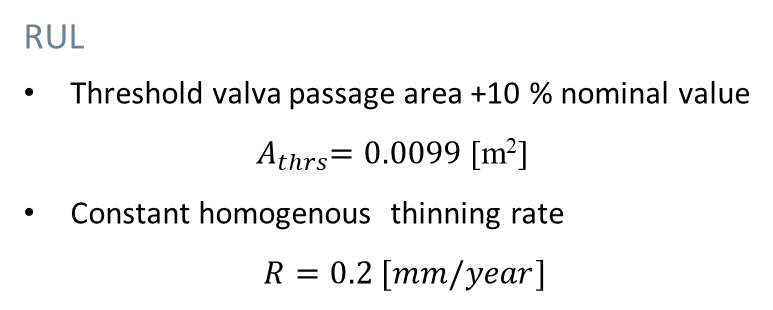 RUL
• Threshold valva passage area +10 % nominal value
A_thrs = 0.0099 [m²]
• Constant homogenous thinning rate
R = 0.2 [mm/year]